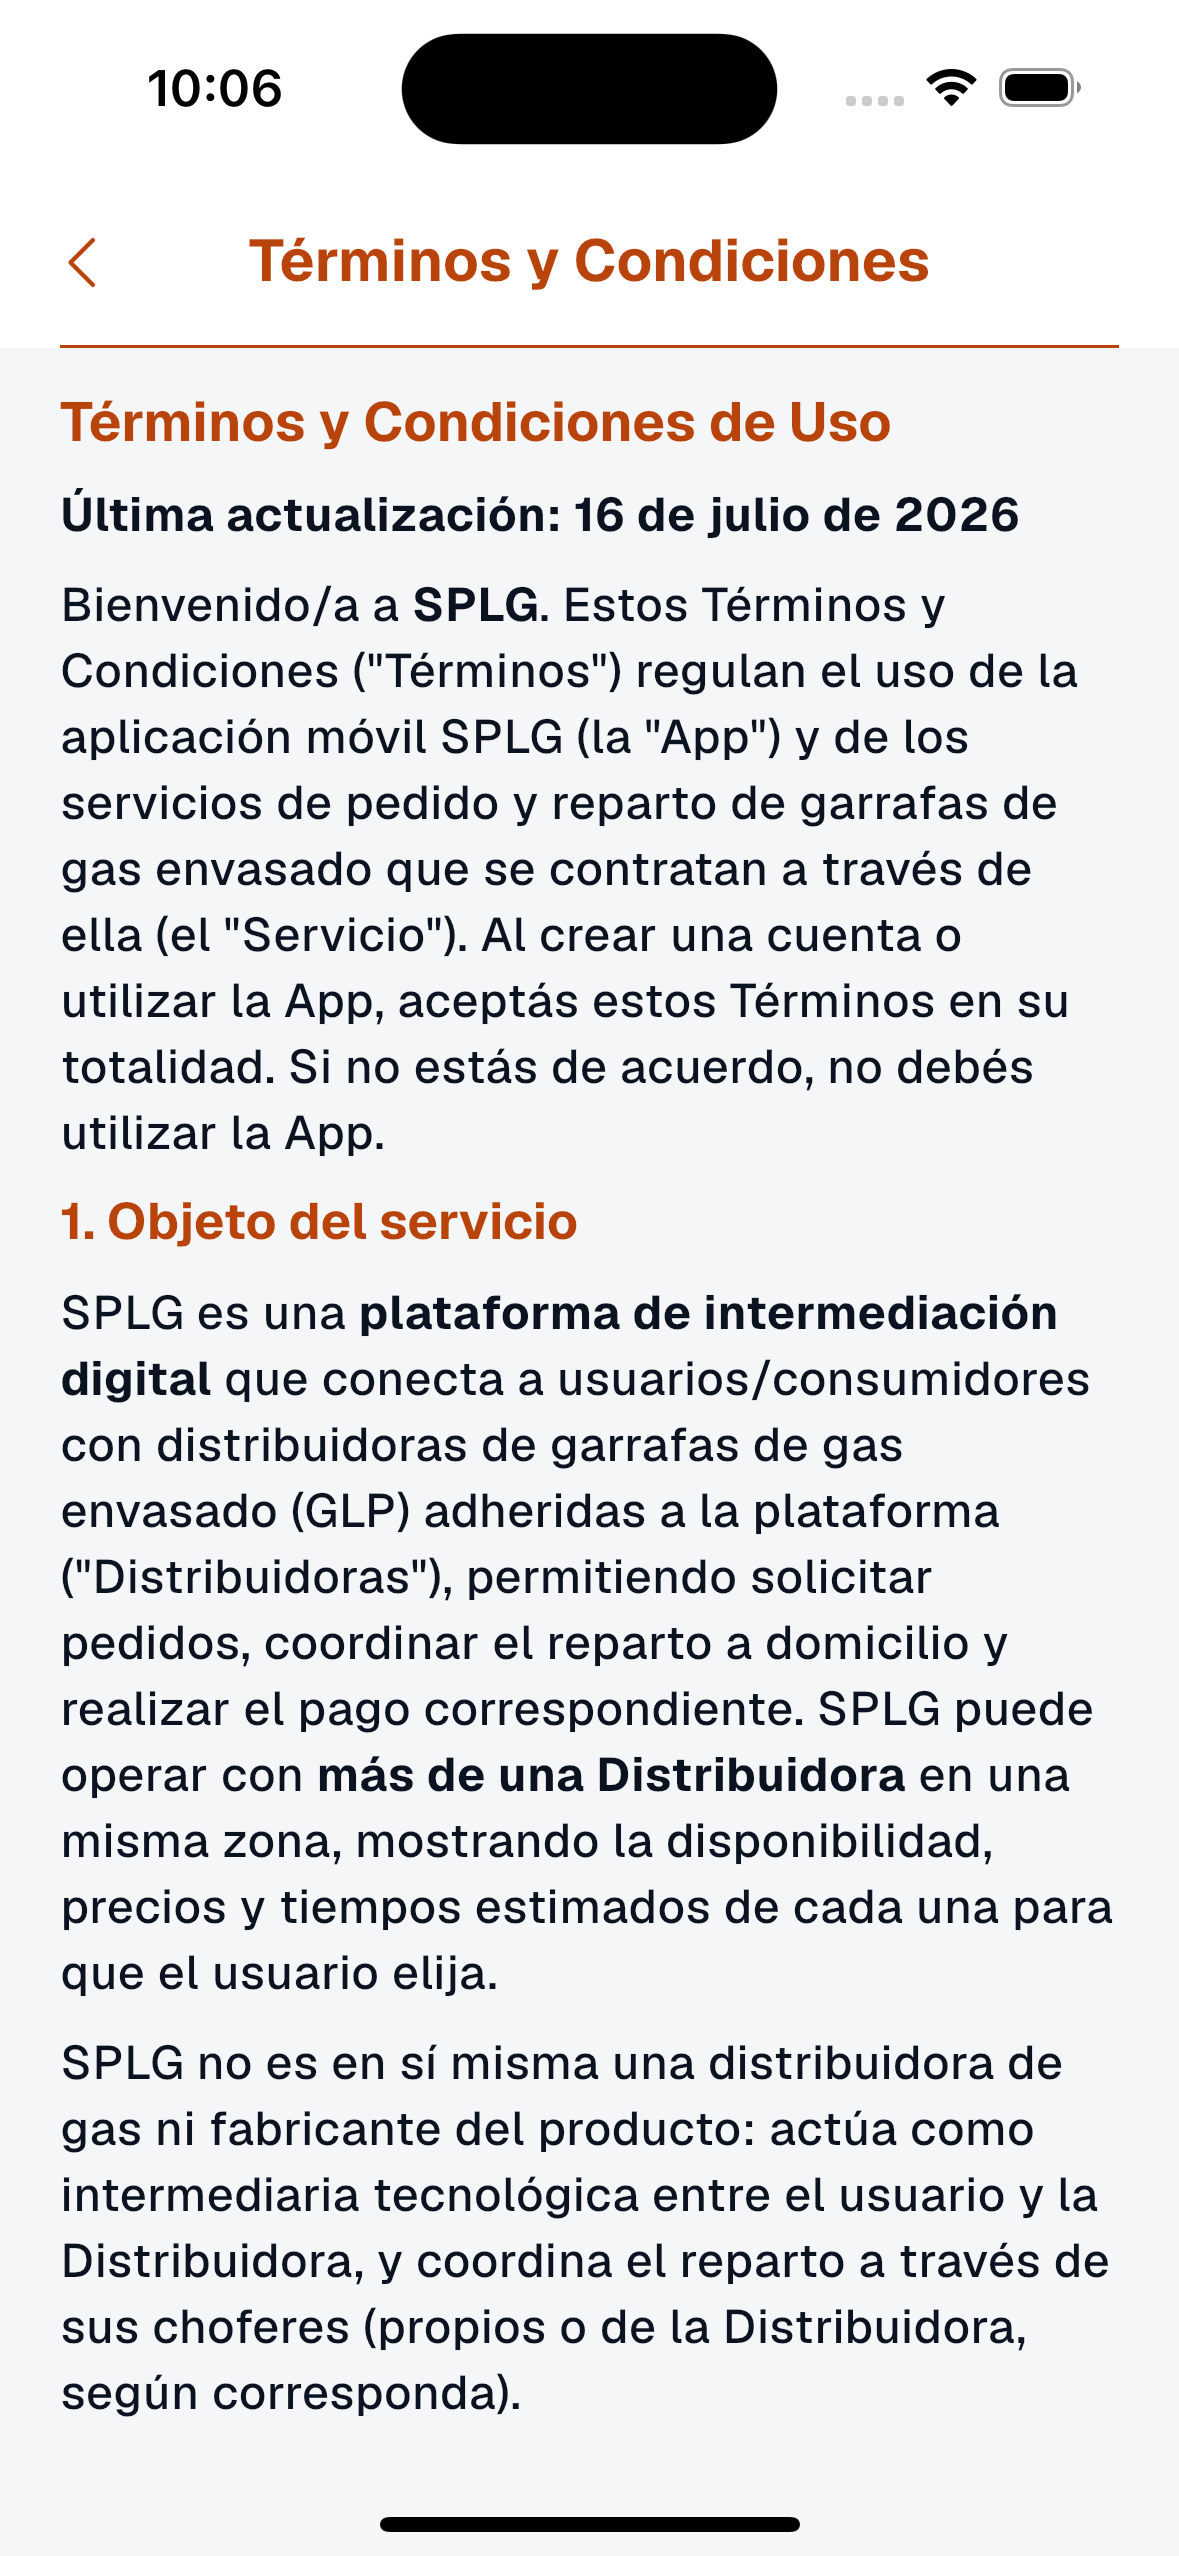 10:06
Términos y Condiciones
Términos y Condiciones de Uso
Última actualización: 16 de julio de 2026
Bienvenido/a a SPLG. Estos Términos y
Condiciones ("Términos") regulan el uso de la
aplicación móvil SPLG (la "App") y de los
servicios de pedido y reparto de garrafas de
gas envasado que se contratan a través de
ella (el "Servicio"). Al crear una cuenta o
utilizar la App, aceptás estos Términos en su
totalidad. Si no estás de acuerdo, no debés
utilizar la App.
1. Objeto del servicio
SPLG es una plataforma de intermediación
digital que conecta a usuarios/consumidores
con distribuidoras de garrafas de gas
envasado (GLP) adheridas a la plataforma
("Distribuidoras"), permitiendo solicitar
pedidos, coordinar el reparto a domicilio y
realizar el pago correspondiente. SPLG puede
operar con más de una Distribuidora en una
misma zona, mostrando la disponibilidad,
precios y tiempos estimados de cada una para
que el usuario elija.
SPLG no es en sí misma una distribuidora de
gas ni fabricante del producto: actúa como
intermediaria tecnológica entre el usuario y la
Distribuidora, y coordina el reparto a través de
sus choferes (propios o de la Distribuidora,
según corresponda).